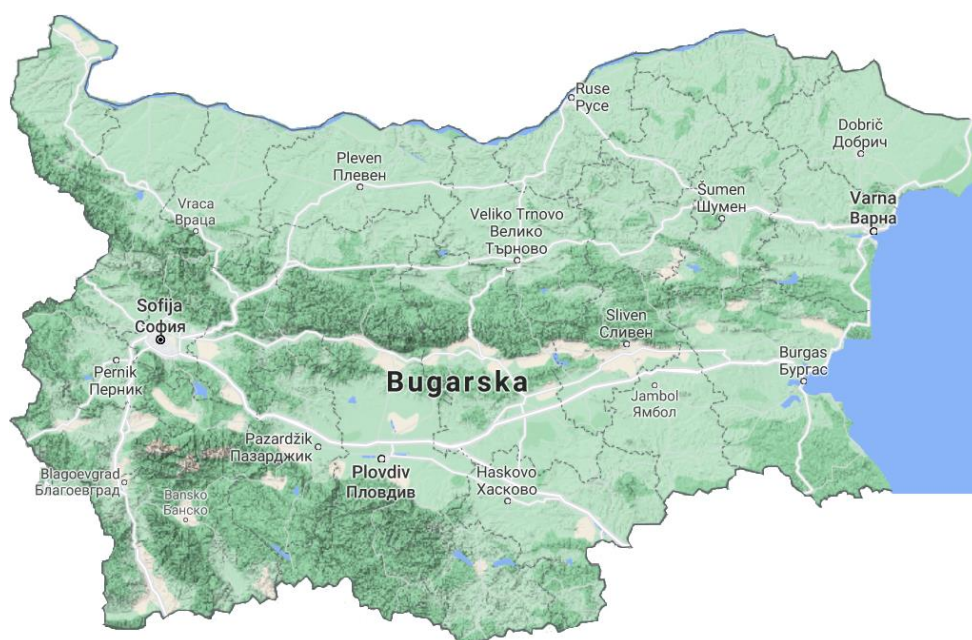 Ruse
Русе
Dobrič
Добрич
Pleven
Плевен
Šumen
Шумен
Varna
Варна
Vraca
Враца
Veliko Trnovo
Велико
Търново
Sofija
София
Sliven
Сливен
Burgas
Бургас
Pernik
Перник
Bugarska
Jambol
Ямбол
Pazardžik
Пазарджик
Plovdiv
Пловдив
Haskovo
Хасково
Blagoevgrad
Благоевград
Bansko
Банско